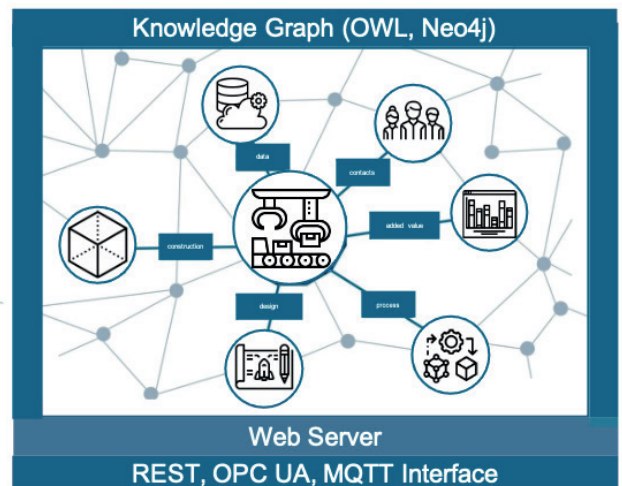 Knowledge Graph (OWL, Neo4j)
data
contacts
added value
construction
design
process
Web Server
REST, OPC UA, MQTT Interface